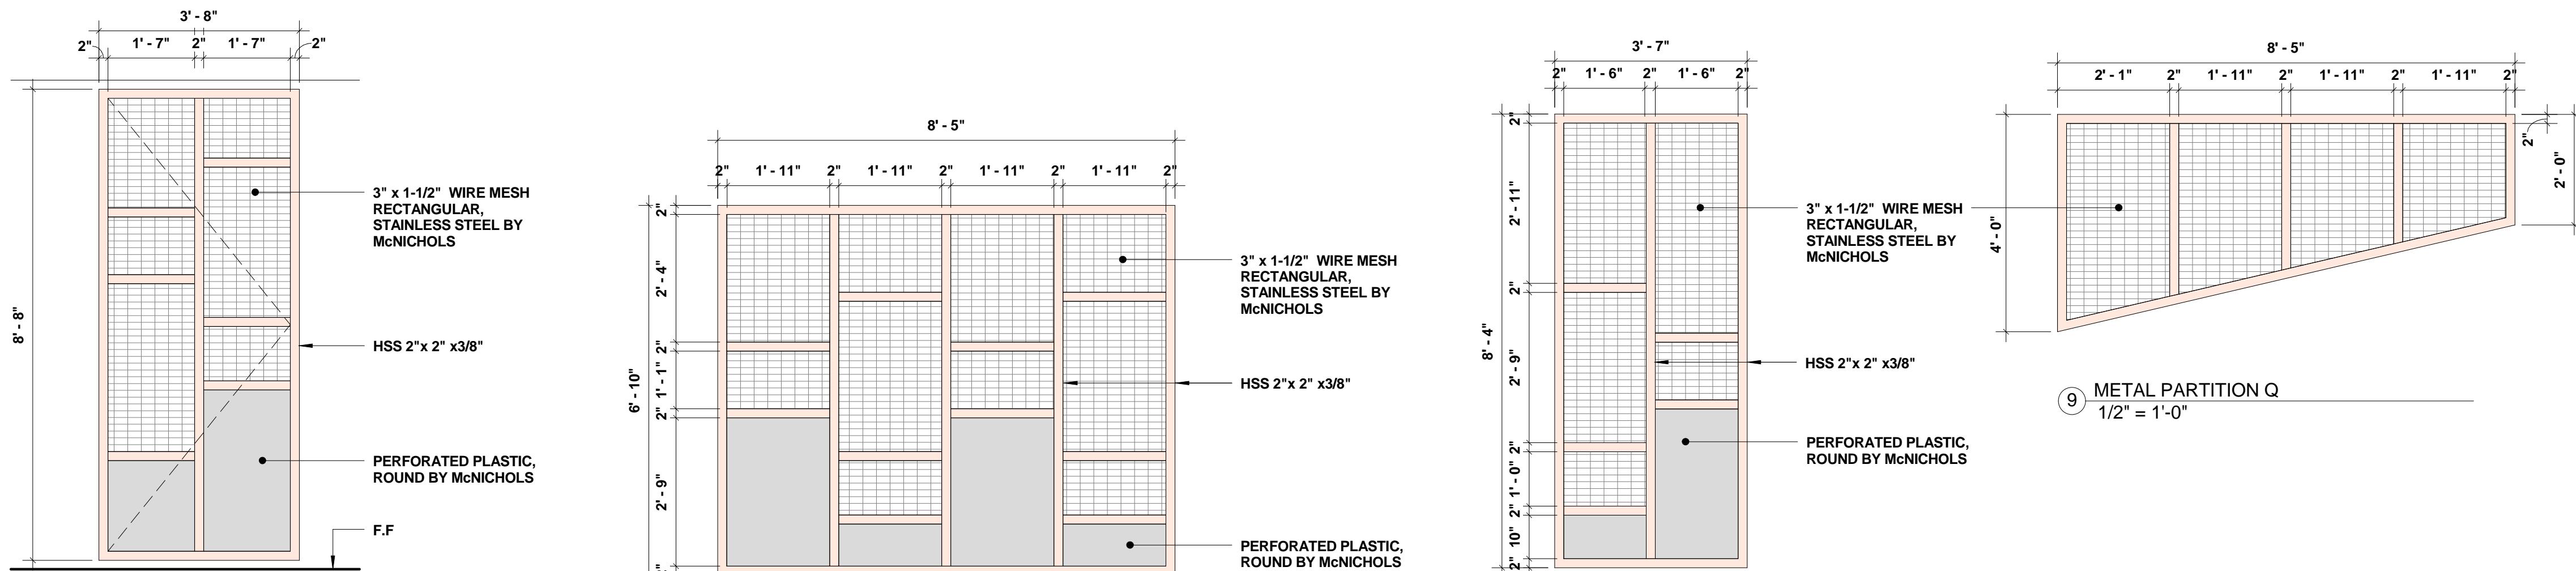 3' - 8"
2" 1' - 7" 2" 1' - 7" 2"
8' - 8"
3" x 1-1/2" WIRE MESH
RECTANGULAR,
STAINLESS STEEL BY
McNICHOLS
HSS 2"x 2" x3/8"
PERFORATED PLASTIC,
ROUND BY McNICHOLS
F.F
8' - 5"
2" 1' - 11" 2" 1' - 11" 2" 1' - 11" 2" 1' - 11" 2"
6' - 10"
2"
2' - 4"
2"
1' - 1"
2"
2' - 9"
3" x 1-1/2" WIRE MESH
RECTANGULAR,
STAINLESS STEEL BY
McNICHOLS
HSS 2"x 2" x3/8"
PERFORATED PLASTIC,
ROUND BY McNICHOLS
3' - 7"
2" 1' - 6" 2" 1' - 6" 2"
8' - 4"
2"
2' - 11"
2"
2' - 9"
2"
1' - 0"
2"
10"
2"
3" x 1-1/2" WIRE MESH
RECTANGULAR,
STAINLESS STEEL BY
McNICHOLS
HSS 2"x 2" x3/8"
PERFORATED PLASTIC,
ROUND BY McNICHOLS
8' - 5"
2' - 1" 2" 1' - 11" 2" 1' - 11" 2" 1' - 11" 2"
4' - 0"
2"
2' - 0"
9 METAL PARTITION Q
1/2" = 1'-0"